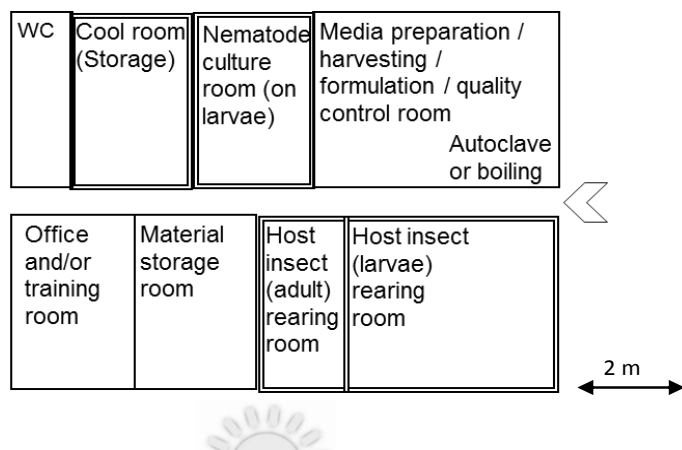 WC
Cool room
(Storage)
Nematode
culture
room (on
larvae)
Media preparation /
harvesting /
formulation / quality
control room
Autoclave
or boiling
Office
and/or
training
room
Material
storage
room
Host
insect
(adult)
rearing
room
Host insect
(larvae)
rearing
room
2 m